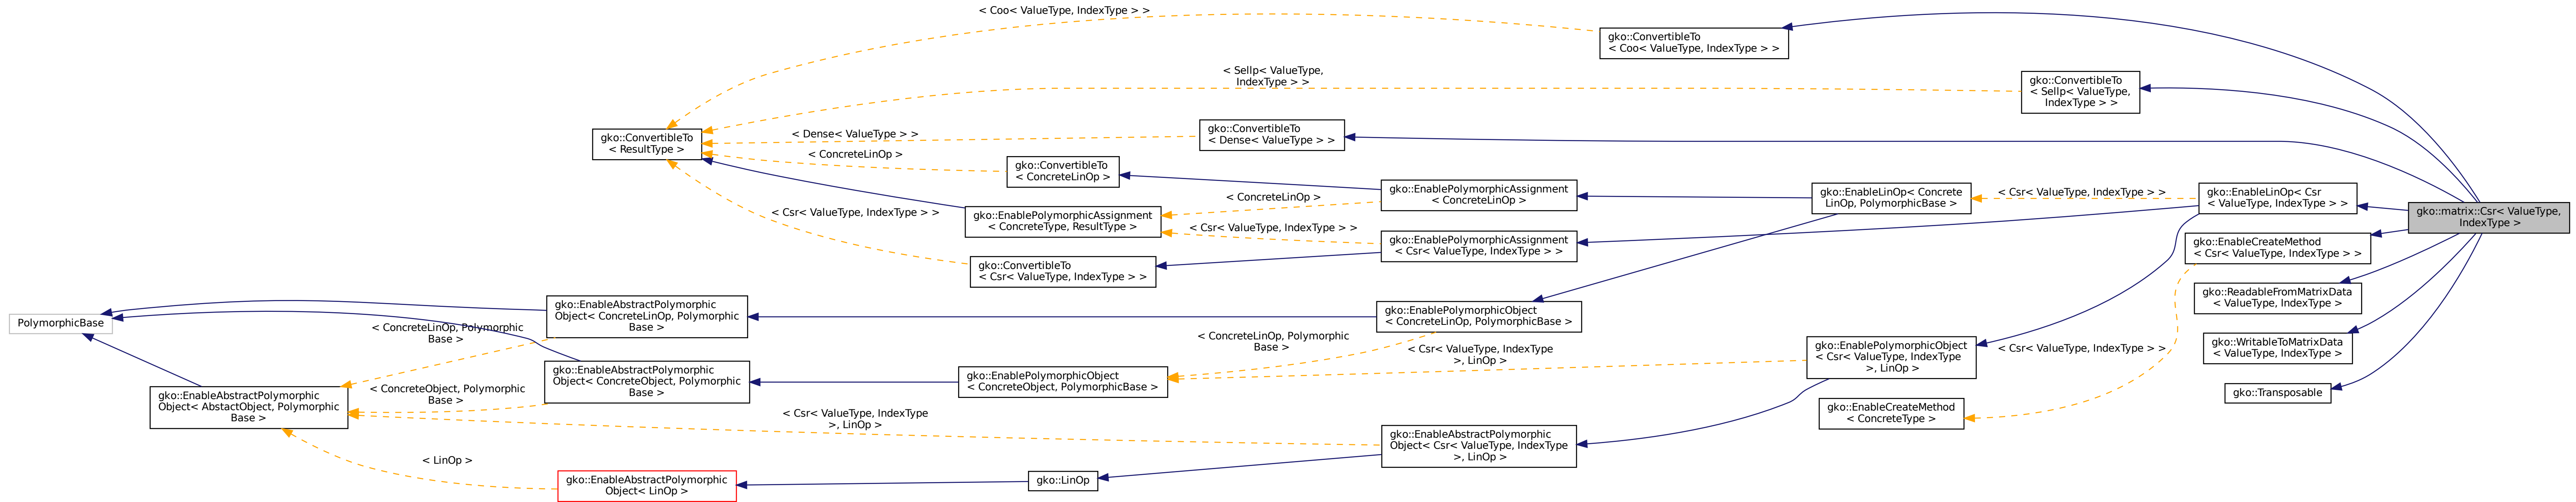 < Coo< ValueType, IndexType > >
gko::ConvertibleTo
< Coo< ValueType, IndexType > >
< Sellp< ValueType,
IndexType > >
gko::ConvertibleTo
< Sellp< ValueType,
IndexType > >
gko::ConvertibleTo
< ResultType >
< Dense< ValueType > >
gko::ConvertibleTo
< Dense< ValueType > >
< ConcreteLinOp >
gko::ConvertibleTo
< ConcreteLinOp >
gko::EnablePolymorphicAssignment
< ConcreteLinOp >
gko::EnableLinOp< Concrete
LinOp, PolymorphicBase >
< Csr< ValueType, IndexType > >
gko::EnableLinOp< Csr
< ValueType, IndexType > >
gko::matrix::Csr< ValueType,
IndexType >
< Csr< ValueType, IndexType > >
gko::EnablePolymorphicAssignment
< ConcreteType, ResultType >
< ConcreteLinOp >
< Csr< ValueType, IndexType > >
gko::EnablePolymorphicAssignment
< Csr< ValueType, IndexType > >
gko::EnableCreateMethod
< Csr< ValueType, IndexType > >
gko::ConvertibleTo
< Csr< ValueType, IndexType > >
gko::ReadableFromMatrixData
< ValueType, IndexType >
PolymorphicBase
gko::EnableAbstractPolymorphic
Object< ConcreteLinOp, Polymorphic
Base >
gko::EnablePolymorphicObject
< ConcreteLinOp, PolymorphicBase >
< ConcreteLinOp, Polymorphic
Base >
< ConcreteLinOp, Polymorphic
Base >
< Csr< ValueType, IndexType
>, LinOp >
gko::EnablePolymorphicObject
< Csr< ValueType, IndexType
>, LinOp >
< Csr< ValueType, IndexType > >
gko::WritableToMatrixData
< ValueType, IndexType >
gko::EnableAbstractPolymorphic
Object< ConcreteObject, Polymorphic
Base >
gko::EnablePolymorphicObject
< ConcreteObject, PolymorphicBase >
gko::Transposable
gko::EnableAbstractPolymorphic
Object< AbstactObject, Polymorphic
Base >
< ConcreteObject, Polymorphic
Base >
gko::EnableCreateMethod
< ConcreteType >
< Csr< ValueType, IndexType
>, LinOp >
gko::EnableAbstractPolymorphic
Object< Csr< ValueType, IndexType
>, LinOp >
< LinOp >
gko::EnableAbstractPolymorphic
Object< LinOp >
gko::LinOp